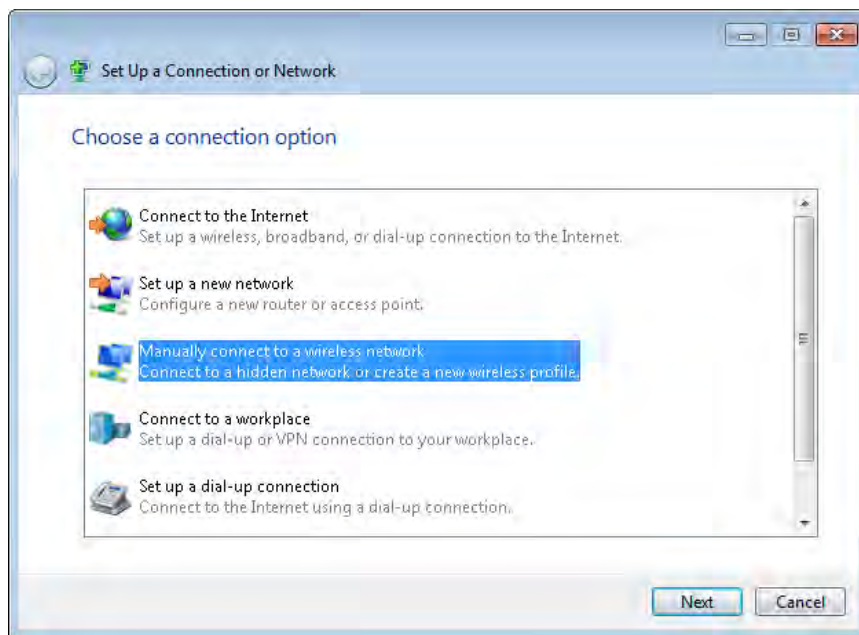 Set Up a Connection or Network
Choose a connection option
Connect to the Internet
Set up a wireless, broadband, or dial-up connection to the Internet.
Set up a new network
Configure a new router or access point.
Manually connect to a wireless network
Connect to a hidden network or create a new wireless profile.
Connect to a workplace
Set up a dial-up or VPN connection to your workplace.
Set up a dial-up connection
Connect to the Internet using a dial-up connection.
Next Cancel